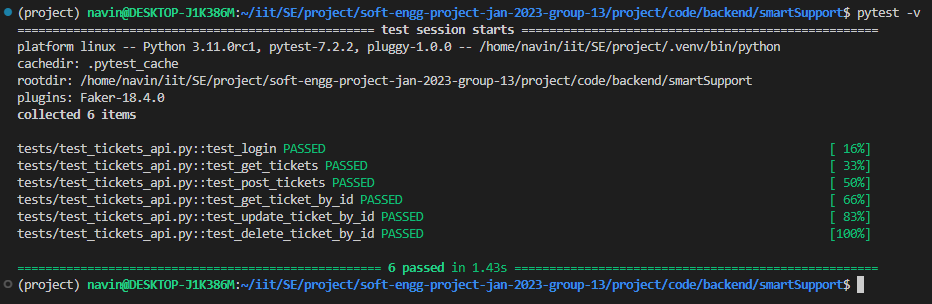 (project) navin@DESKTOP-J1K386M:~/iit/SE/project/soft-engg-project-jan-2023-group-13/project/code/backend/smartSupport$ pytest -v
=================================================== test session starts ===================================================
platform linux -- Python 3.11.0rc1, pytest-7.2.2, pluggy-1.0.0 -- /home/navin/iit/SE/project/.venv/bin/python
cachedir: .pytest_cache
rootdir: /home/navin/iit/SE/project/soft-engg-project-jan-2023-group-13/project/code/backend/smartSupport
plugins: Faker-18.4.0
collected 6 items
tests/test_tickets_api.py::test_login PASSED [ 16%]
tests/test_tickets_api.py::test_get_tickets PASSED [ 33%]
tests/test_tickets_api.py::test_post_tickets PASSED [ 50%]
tests/test_tickets_api.py::test_get_ticket_by_id PASSED [ 66%]
tests/test_tickets_api.py::test_update_ticket_by_id PASSED [ 83%]
tests/test_tickets_api.py::test_delete_ticket_by_id PASSED [100%]
==================================================== 6 passed in 1.43s ====================================================
(project) navin@DESKTOP-J1K386M:~/iit/SE/project/soft-engg-project-jan-2023-group-13/project/code/backend/smartSupport$